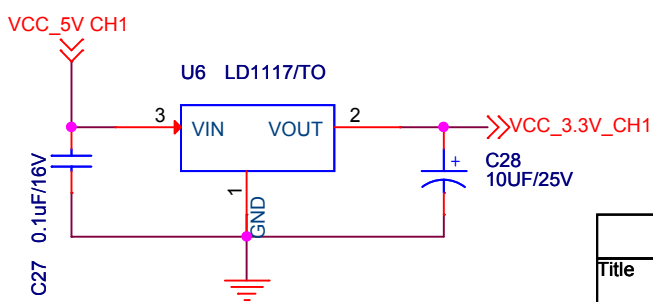 VCC_5V CH1
U6 LD1117/TO
3 VIN VOUT 2
VCC_3.3V_CH1
C28
10UF/25V
+
1
GND
C27 0.1uF/16V
Title